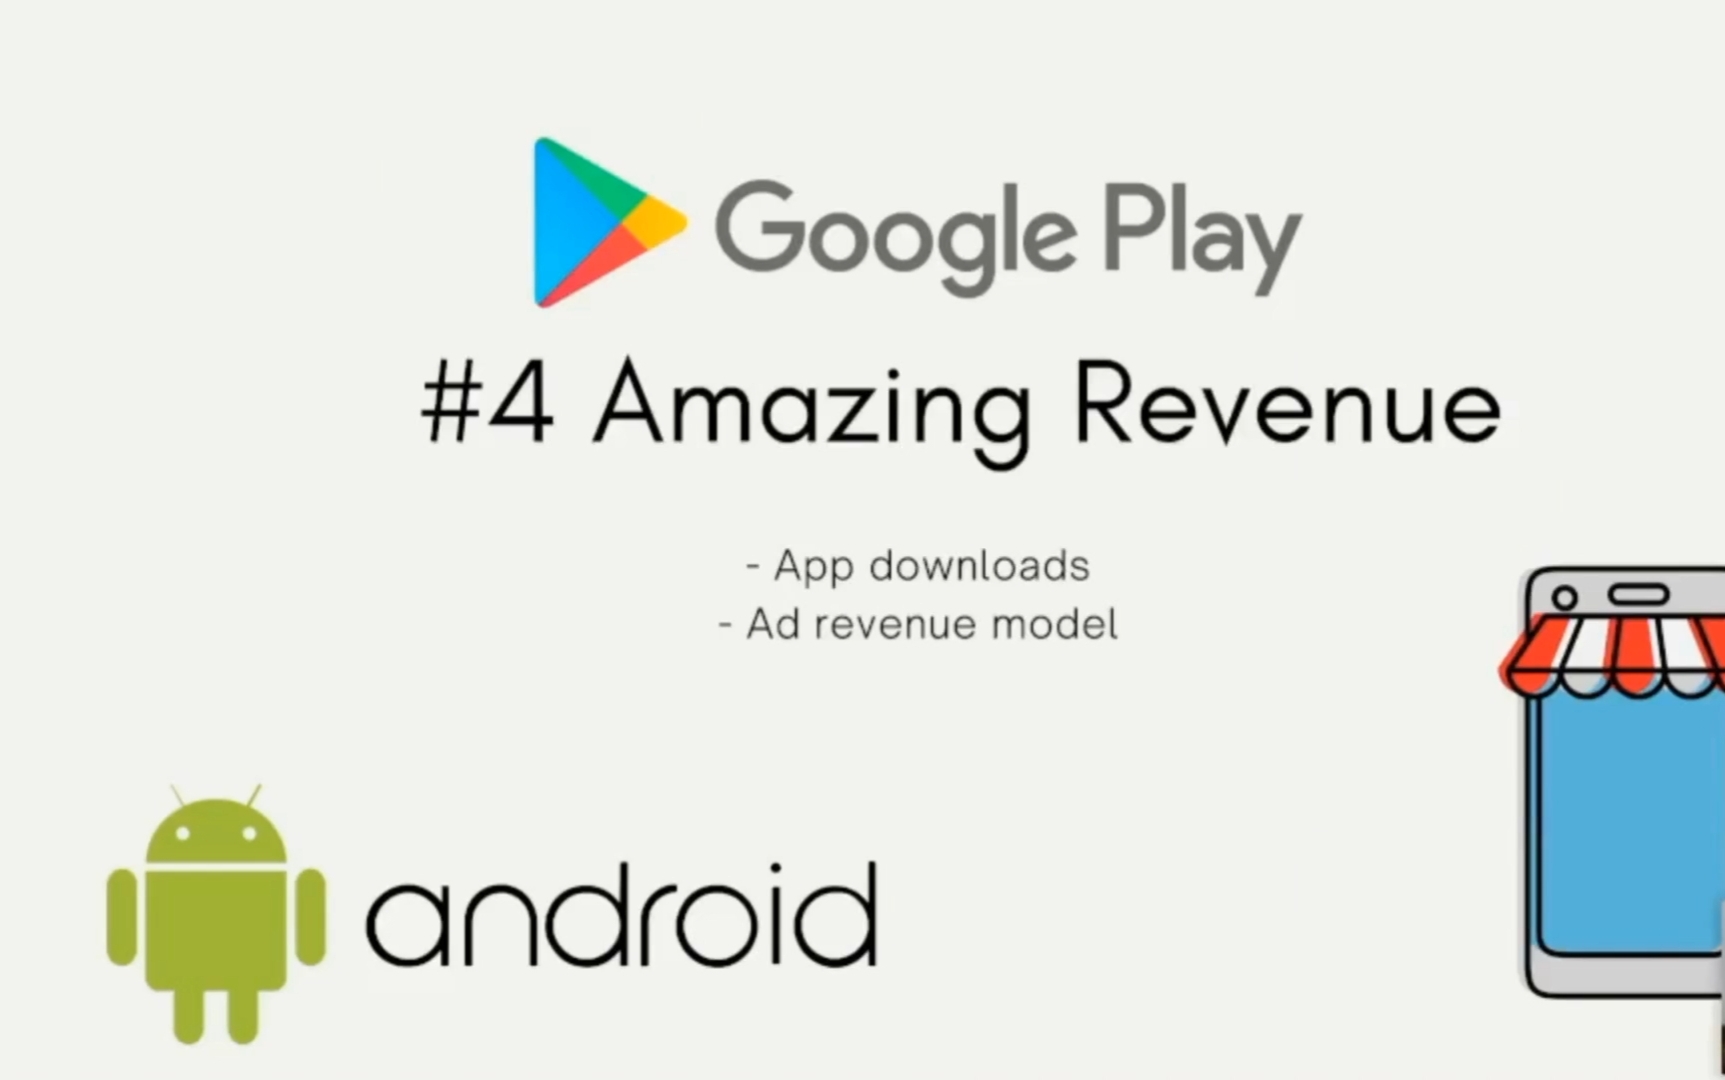 Google Play
#4 Amazing Revenue
- App downloads
- Ad revenue model
android